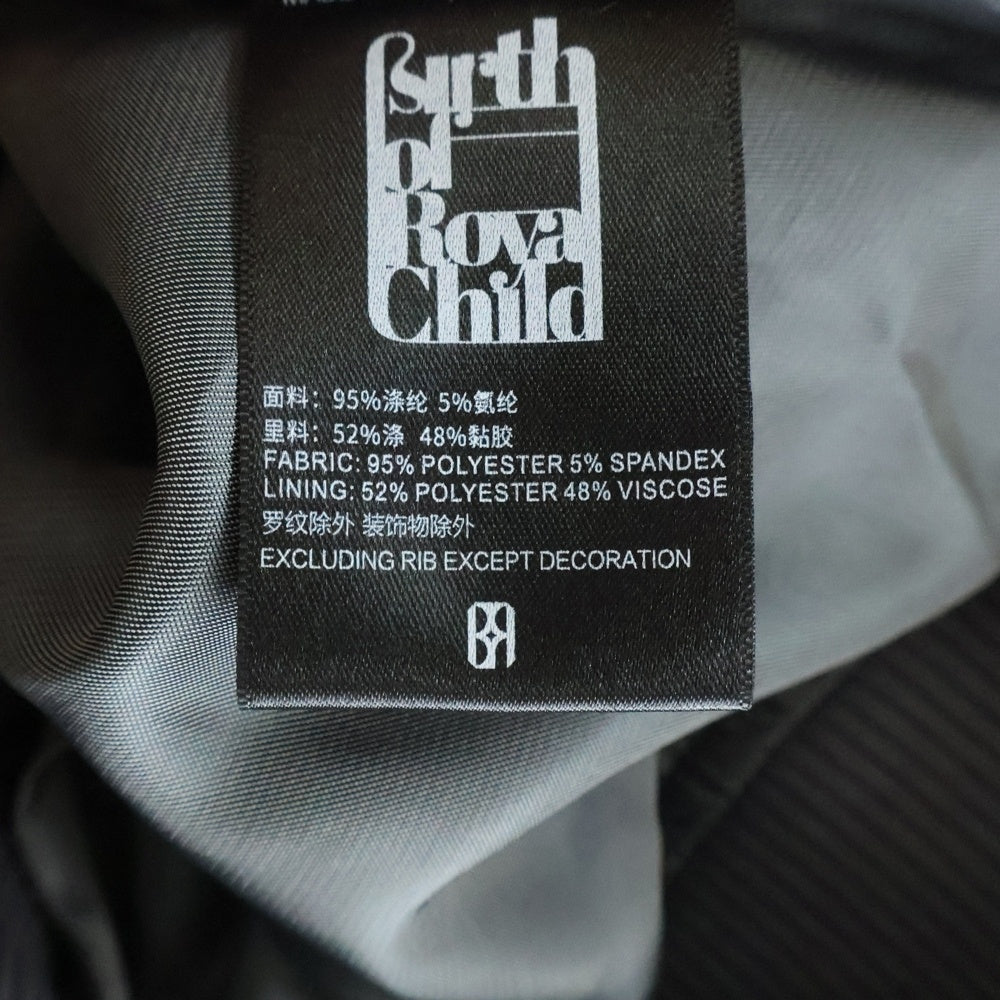 Birth
of
Royal
Child
面料：95%涤纶 5%氨纶
里料：52%涤 48%黏胶
FABRIC: 95% POLYESTER 5% SPANDEX
LINING: 52% POLYESTER 48% VISCOSE
罗纹除外 装饰物除外
EXCLUDING RIB EXCEPT DECORATION